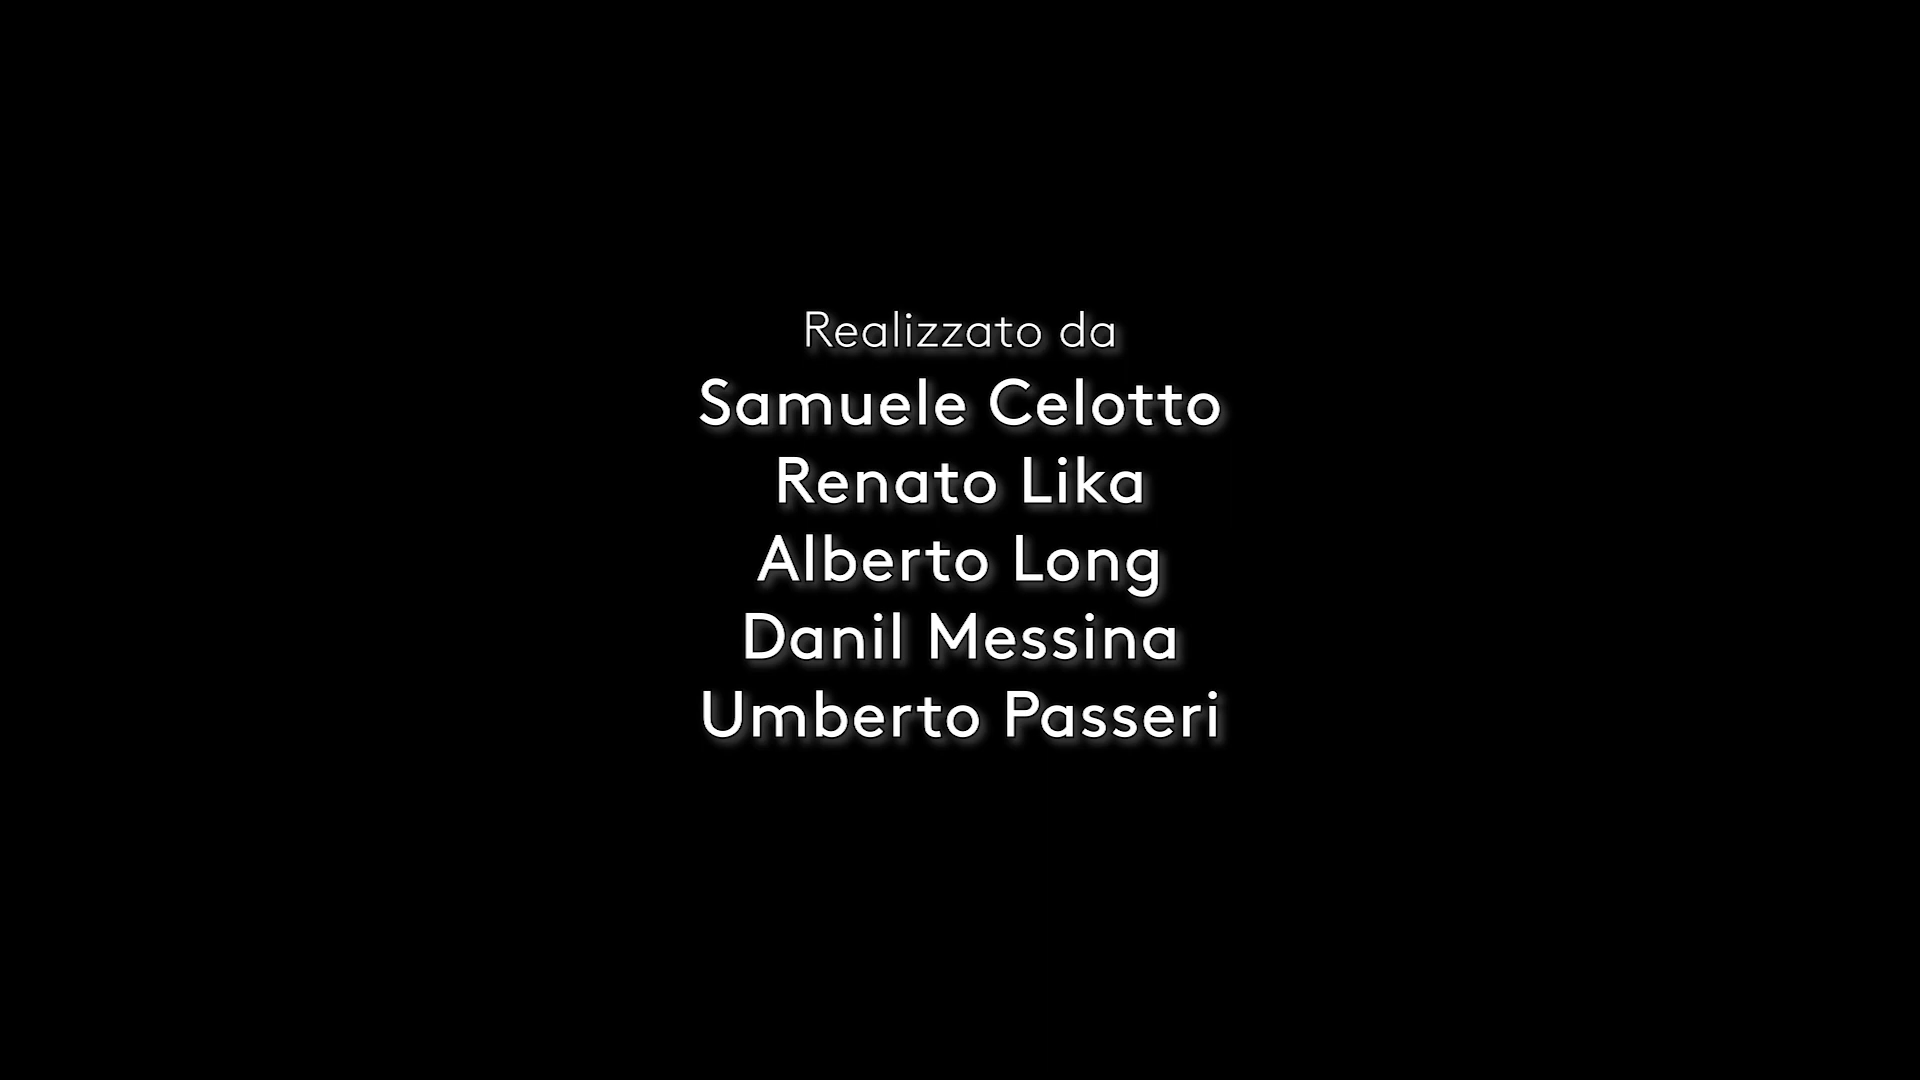 Realizzato da
Samuele Celotto
Renato Lika
Alberto Long
Danil Messina
Umberto Passeri